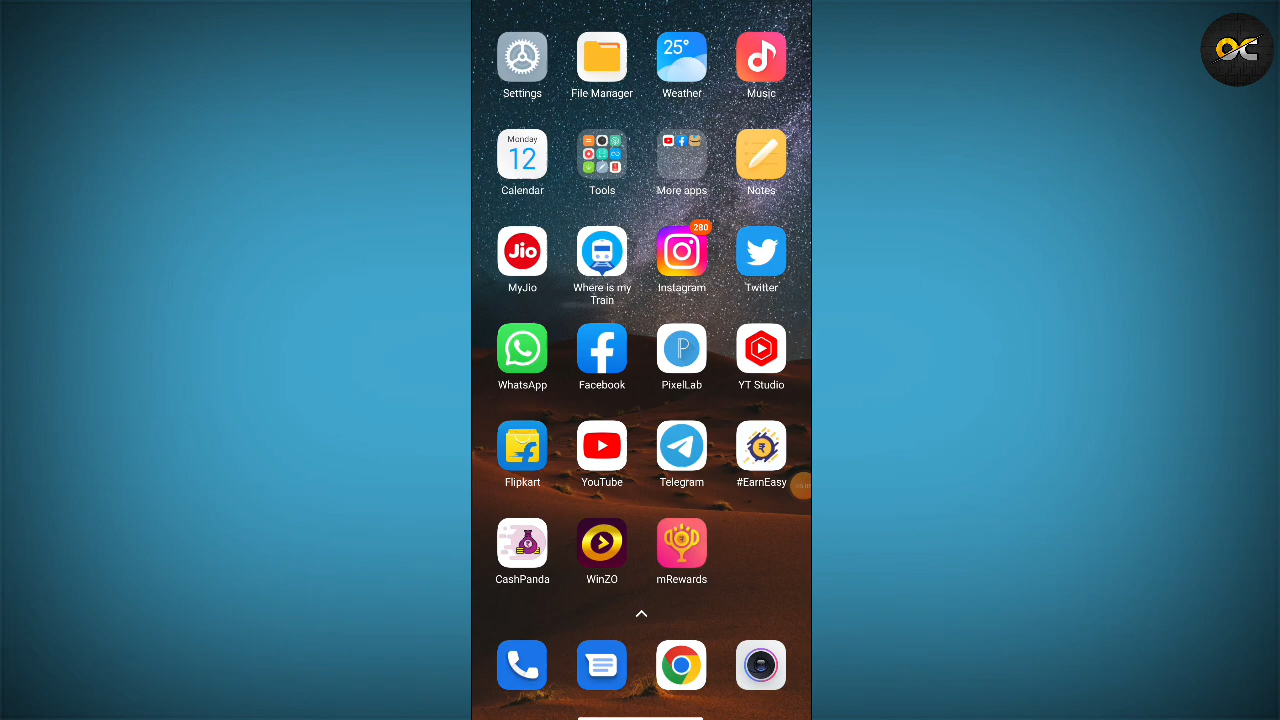 25°
Settings
File Manager
Weather
Music
Monday
12
Calendar
Tools
More apps
Notes
Jio
280
MyJio
Where is my
Train
Instagram
Twitter
WhatsApp
Facebook
P
PixelLab
YT Studio
Flipkart
YouTube
Telegram
#EarnEasy
CashPanda
WinZO
mRewards